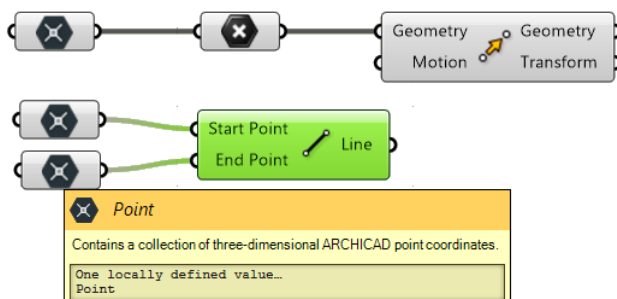 Geometry Geometry
Motion Transform
Start Point
Line
End Point
Point
Contains a collection of three-dimensional ARCHICAD point coordinates.
One locally defined value…
Point